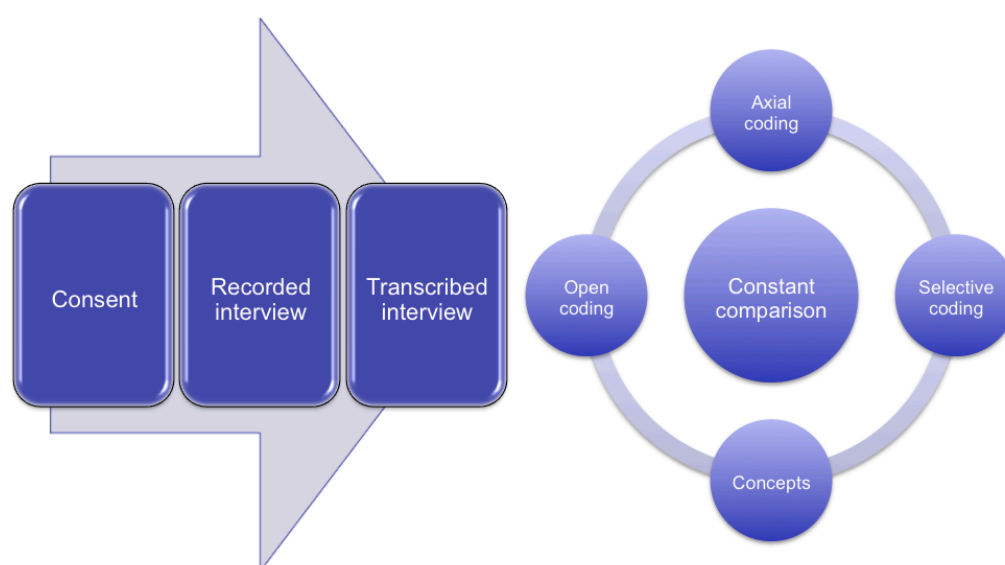 Consent
Recorded
interview
Transcribed
interview
Axial
coding
Open
coding
Constant
comparison
Selective
coding
Concepts